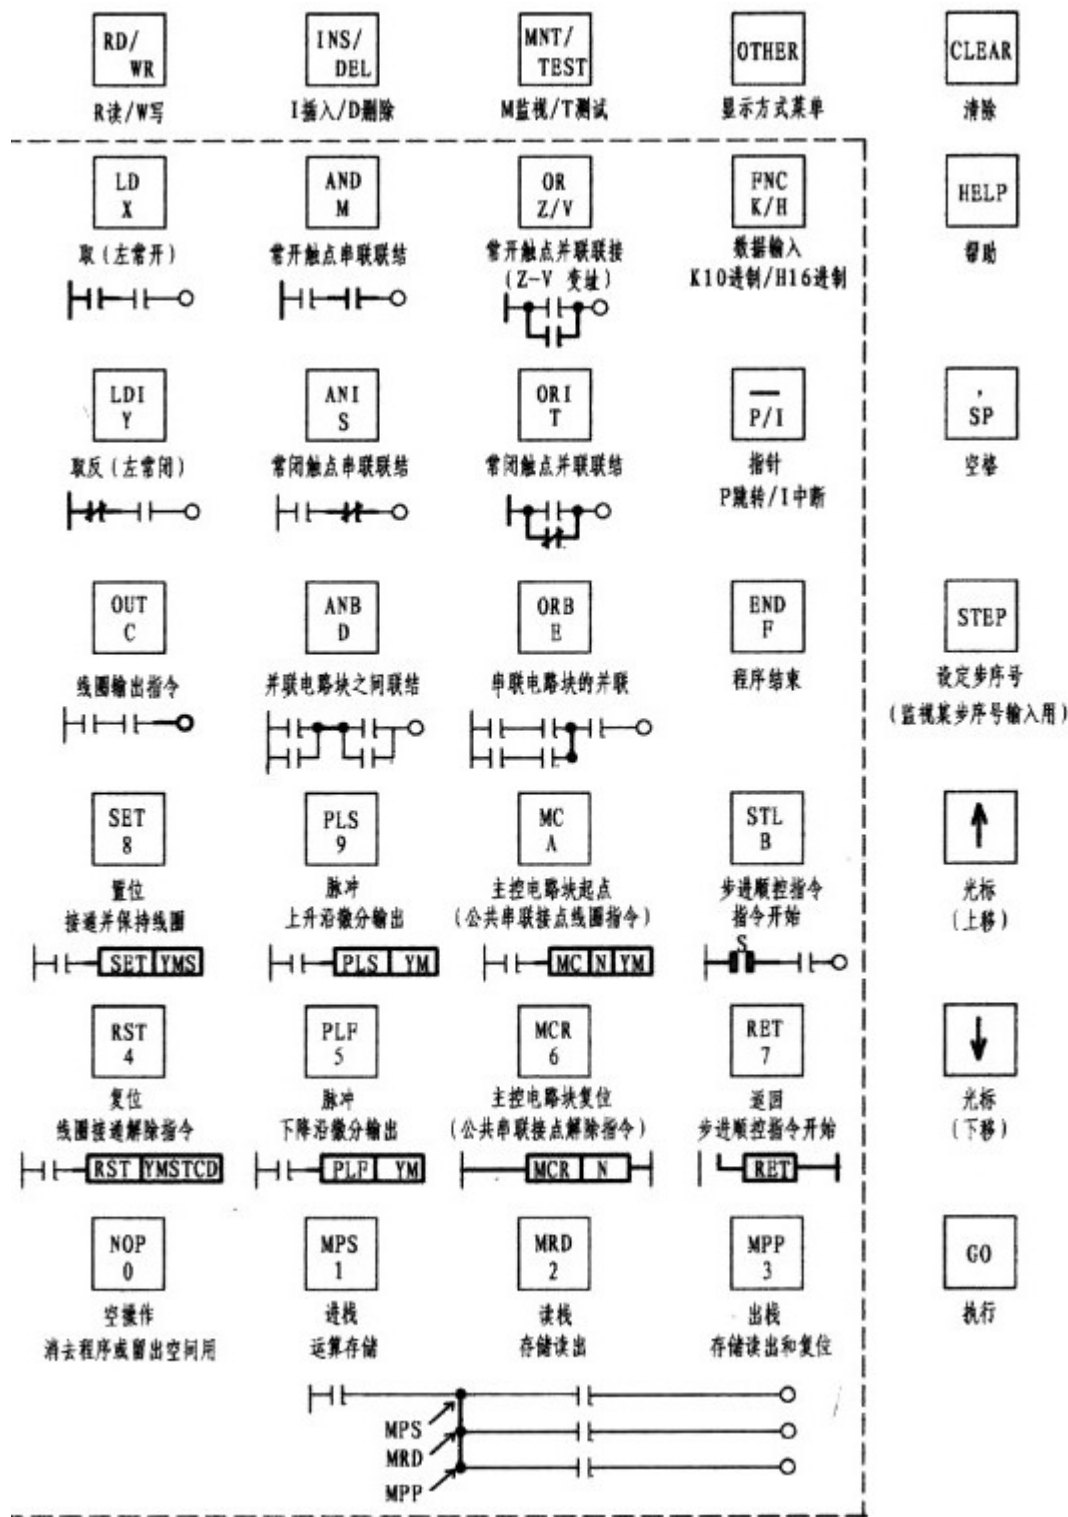 RD/
WR
INS/
DEL
MNT/
TEST
OTHER
CLEAR
R读/W写
I插入/D删除
M监视/T测试
显示方式菜单
清除
LD
X
AND
M
OR
Z/V
FNC
K/H
HELP
取(左常开)
常开触点串联联结
常开触点并联联接
(Z-V 变址)
数据输入
K10进制/H16进制
帮助
LDI
Y
ANI
S
ORI
T
—
P/I
,
SP
取反(左常闭)
常闭触点串联联结
常闭触点并联联结
指针
P跳转/I中断
空格
OUT
C
ANB
D
ORB
E
END
F
STEP
线圈输出指令
并联电路块之间联结
串联电路块的并联
程序结束
设定步序号
(监视某步序号输入用)
SET
8
PLS
9
MC
A
STL
B
↑
置位
接通并保持线圈
脉冲
上升沿微分输出
主控电路块起点
(公共串联接点线圈指令)
步进顺控指令
指令开始
光标
(上移)
SET YMS
PLS YM
MC N YM
S
RST
4
PLF
5
MCR
6
RET
7
↓
复位
线圈接通解除指令
脉冲
下降沿微分输出
主控电路块复位
(公共串联接点解除指令)
返回
步进顺控指令开始
光标
(下移)
RST YMSTCD
PLF YM
MCR N
RET
NOP
0
MPS
1
MRD
2
MPP
3
GO
空操作
消去程序或留出空间用
进栈
运算存储
读栈
存储读出
出栈
存储读出和复位
执行
MPS
MRD
MPP